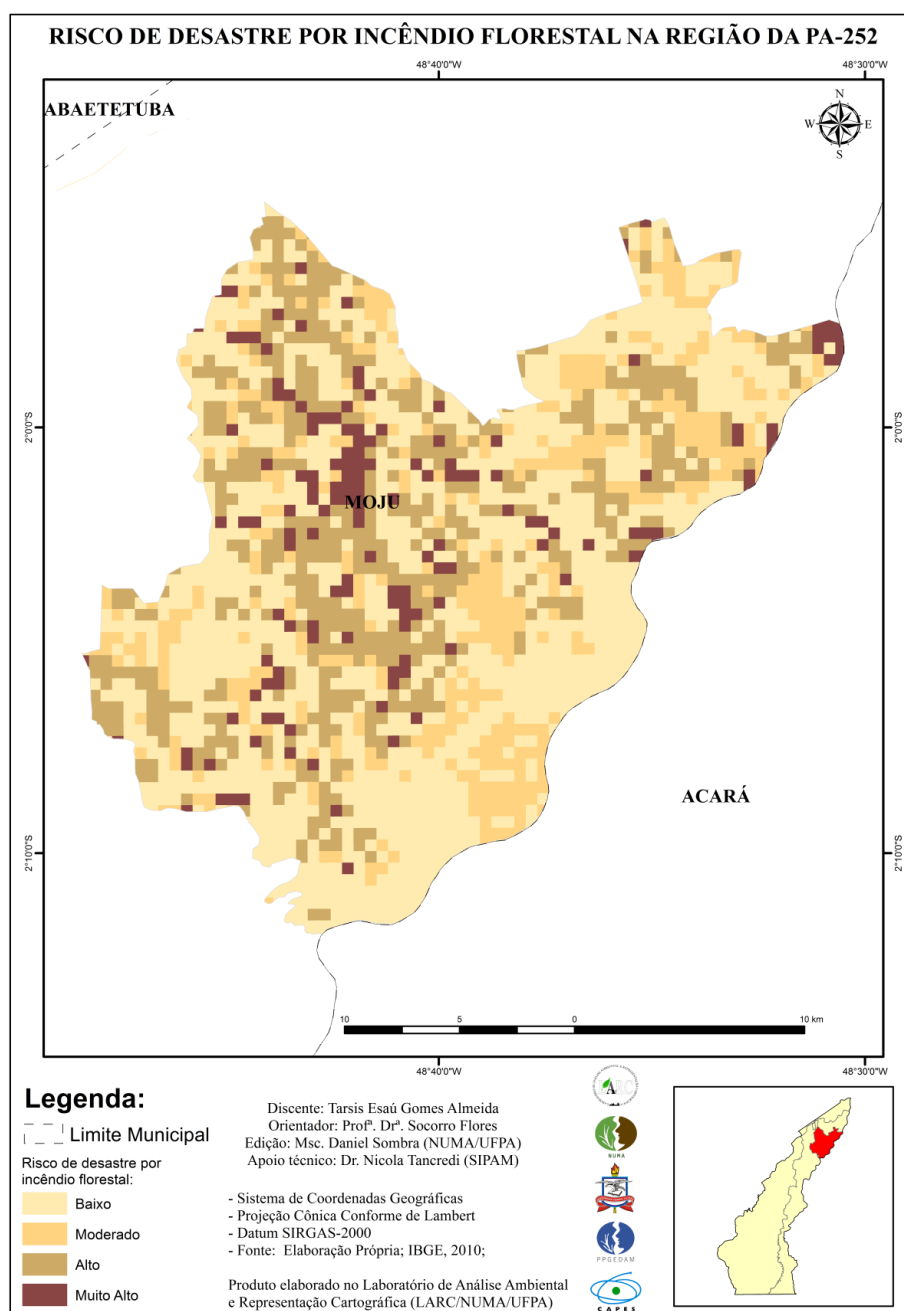 RISCO DE DESASTRE POR INCÊNDIO FLORESTAL NA REGIÃO DA PA-252
48°40'0"W
48°30'0"W
ABAETETUBA
N
W
E
S
2°0'0"S
2°0'0"S
MOJU
ACARÁ
2°10'0"S
2°10'0"S
10
5
0
10 km
48°40'0"W
48°30'0"W
Legenda:
Limite Municipal
Risco de desastre por
incêndio florestal:
Baixo
Moderado
Alto
Muito Alto
Discente: Tarsis Esaú Gomes Almeida
Orientador: Profª. Drª. Socorro Flores
Edição: Msc. Daniel Sombra (NUMA/UFPA)
Apoio técnico: Dr. Nicola Tancredi (SIPAM)
- Sistema de Coordenadas Geográficas
- Projeção Cônica Conforme de Lambert
- Datum SIRGAS-2000
- Fonte:  Elaboração Própria; IBGE, 2010;
Produto elaborado no Laboratório de Análise Ambiental
e Representação Cartográfica (LARC/NUMA/UFPA)
LARC
NUMA
PPGEDAM
CAPES